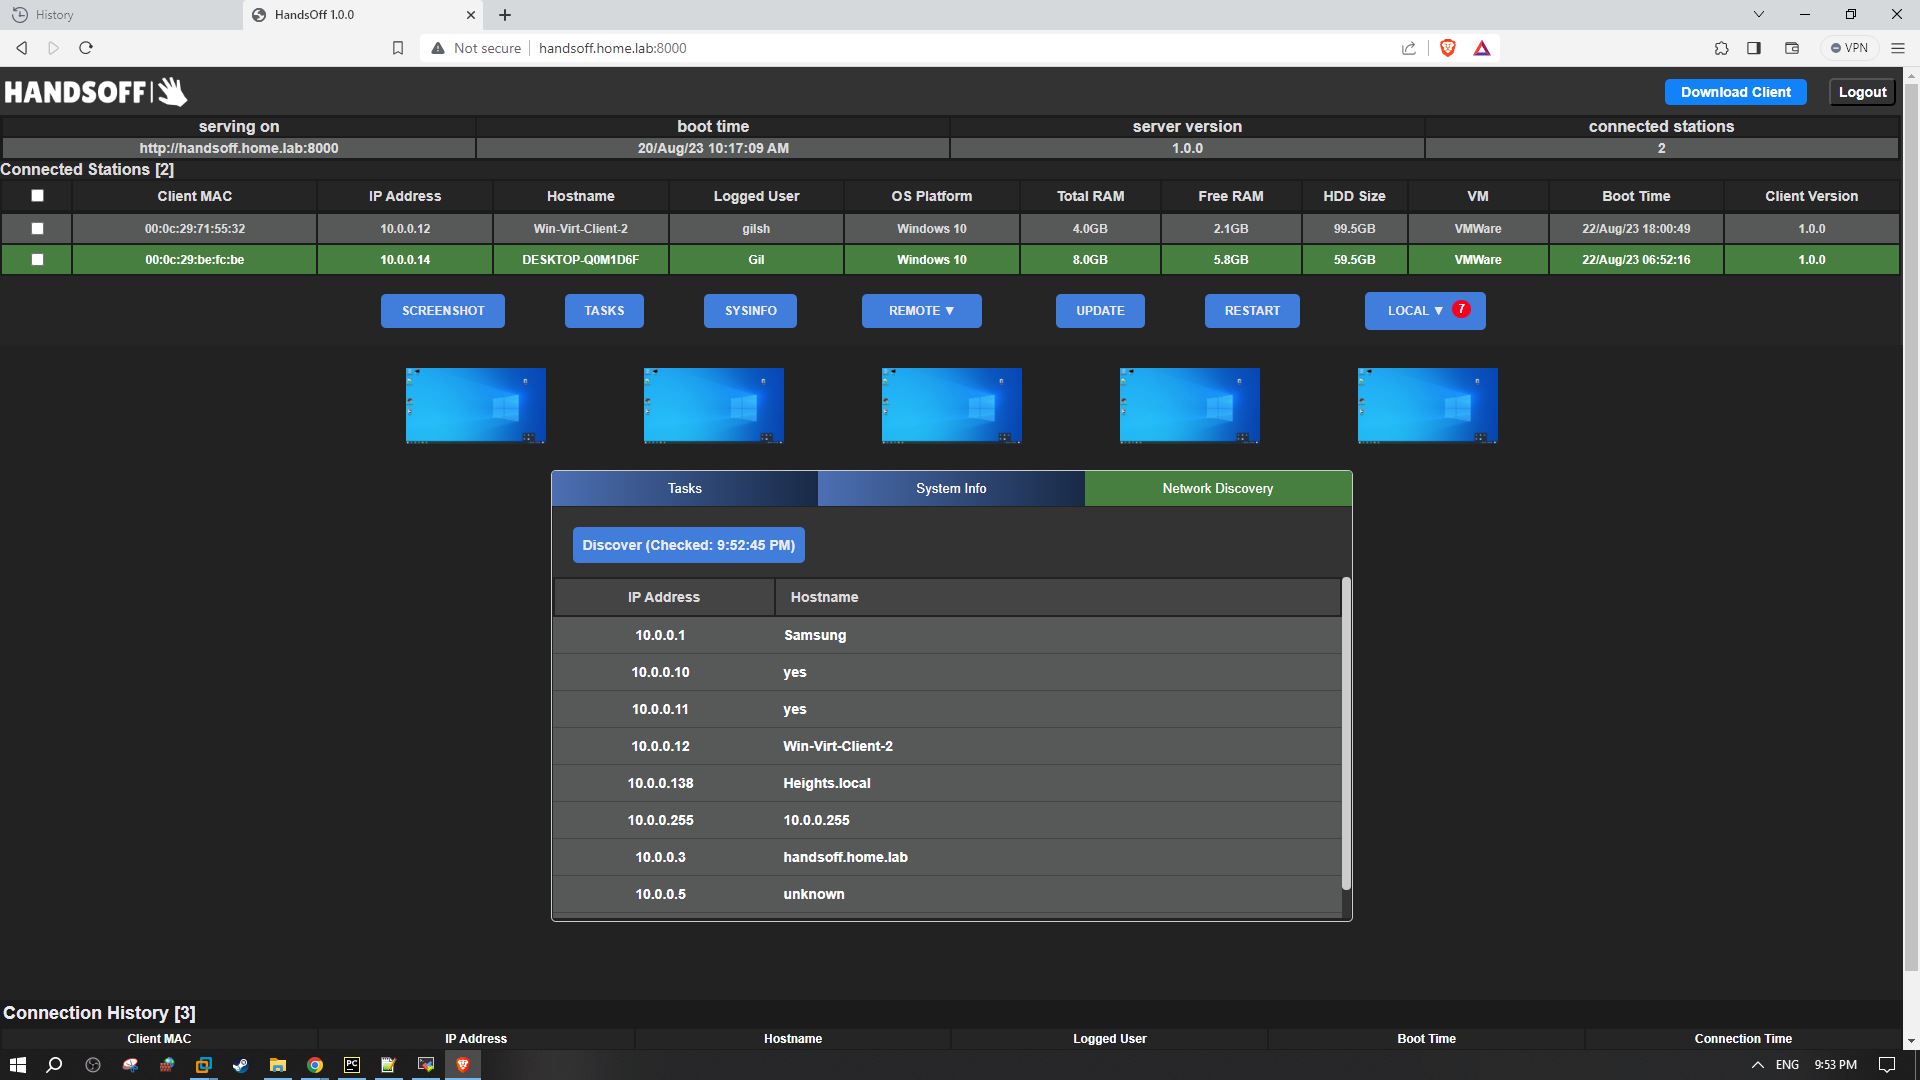 History
HandsOff 1.0.0
Not secure
handsoff.home.lab:8000
VPN
HANDSOFF
Download Client
Logout
serving on boot time server version connected stations
http://handsoff.home.lab:8000 20/Aug/23 10:17:09 AM 1.0.0 2
Connected Stations [2]
Client MAC IP Address Hostname Logged User OS Platform Total RAM Free RAM HDD Size VM Boot Time Client Version
00:0c:29:71:55:32 10.0.0.12 Win-Virt-Client-2 gilsh Windows 10 4.0GB 2.1GB 99.5GB VMWare 22/Aug/23 18:00:49 1.0.0
00:0c:29:be:fc:be 10.0.0.14 DESKTOP-Q0M1D6F Gil Windows 10 8.0GB 5.8GB 59.5GB VMWare 22/Aug/23 06:52:16 1.0.0
SCREENSHOT TASKS SYSINFO REMOTE ▼ UPDATE RESTART LOCAL ▼ 7
Tasks System Info Network Discovery
Discover (Checked: 9:52:45 PM)
IP Address Hostname
10.0.0.1 Samsung
10.0.0.10 yes
10.0.0.11 yes
10.0.0.12 Win-Virt-Client-2
10.0.0.138 Heights.local
10.0.0.255 10.0.0.255
10.0.0.3 handsoff.home.lab
10.0.0.5 unknown
Connection History [3]
Client MAC IP Address Hostname Logged User Boot Time Connection Time
PC
ENG
9:53 PM